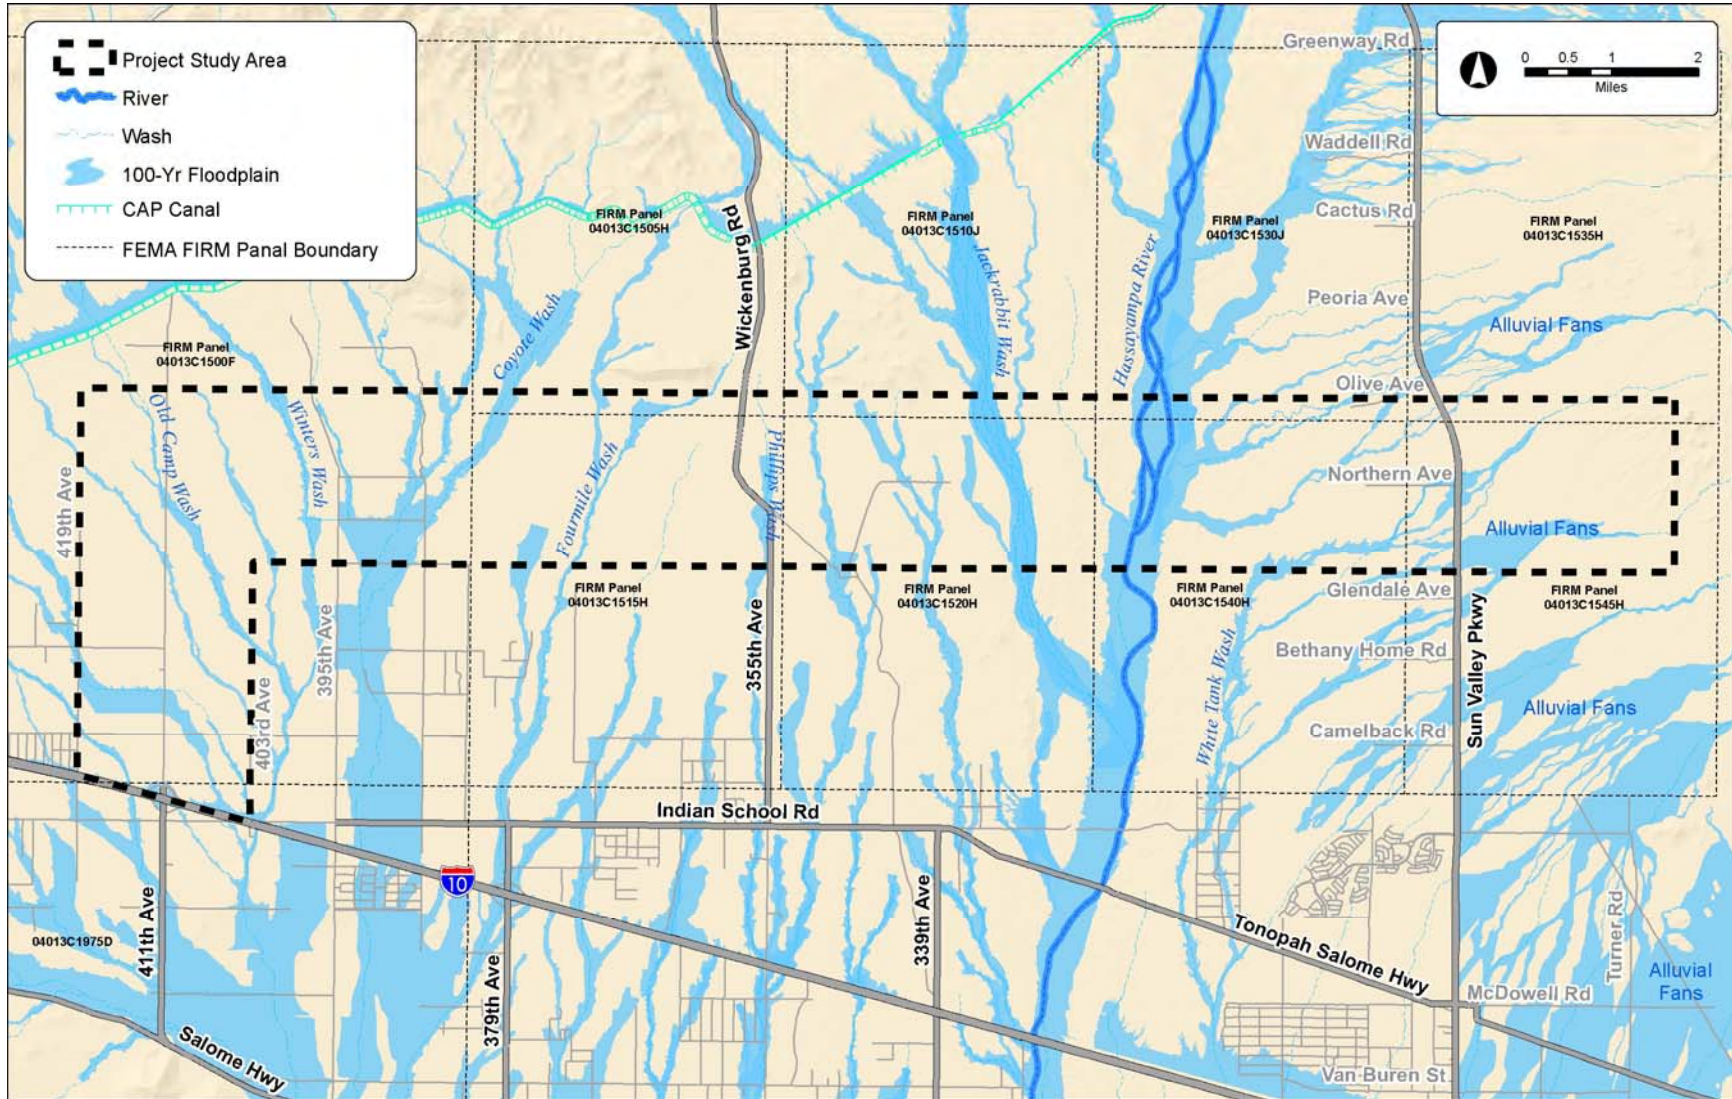 Project Study Area
River
Wash
100-Yr Floodplain
CAP Canal
FEMA FIRM Panal Boundary
0 0.5 1 2
Miles
Greenway Rd
Waddell Rd
Cactus Rd
Peoria Ave
Olive Ave
Northern Ave
Glendale Ave
Bethany Home Rd
Camelback Rd
FIRM Panel
04013C1505H
FIRM Panel
04013C1510J
FIRM Panel
04013C1530J
FIRM Panel
04013C1535H
FIRM Panel
04013C1500F
Wickenburg Rd
Coyote Wash
Jackrabbit Wash
Hassayampa River
Alluvial Fans
Old Camp Wash
Winters Wash
Fourmile Wash
Phillips Wash
419th Ave
Alluvial Fans
FIRM Panel
04013C1515H
FIRM Panel
04013C1520H
FIRM Panel
04013C1540H
FIRM Panel
04013C1545H
395th Ave
403rd Ave
355th Ave
White Tank Wash
Sun Valley Pkwy
Alluvial Fans
Indian School Rd
10
411th Ave
04013C1975D
379th Ave
339th Ave
Tonopah Salome Hwy
Turner Rd
McDowell Rd
Alluvial
Fans
Salome Hwy
Van Buren St